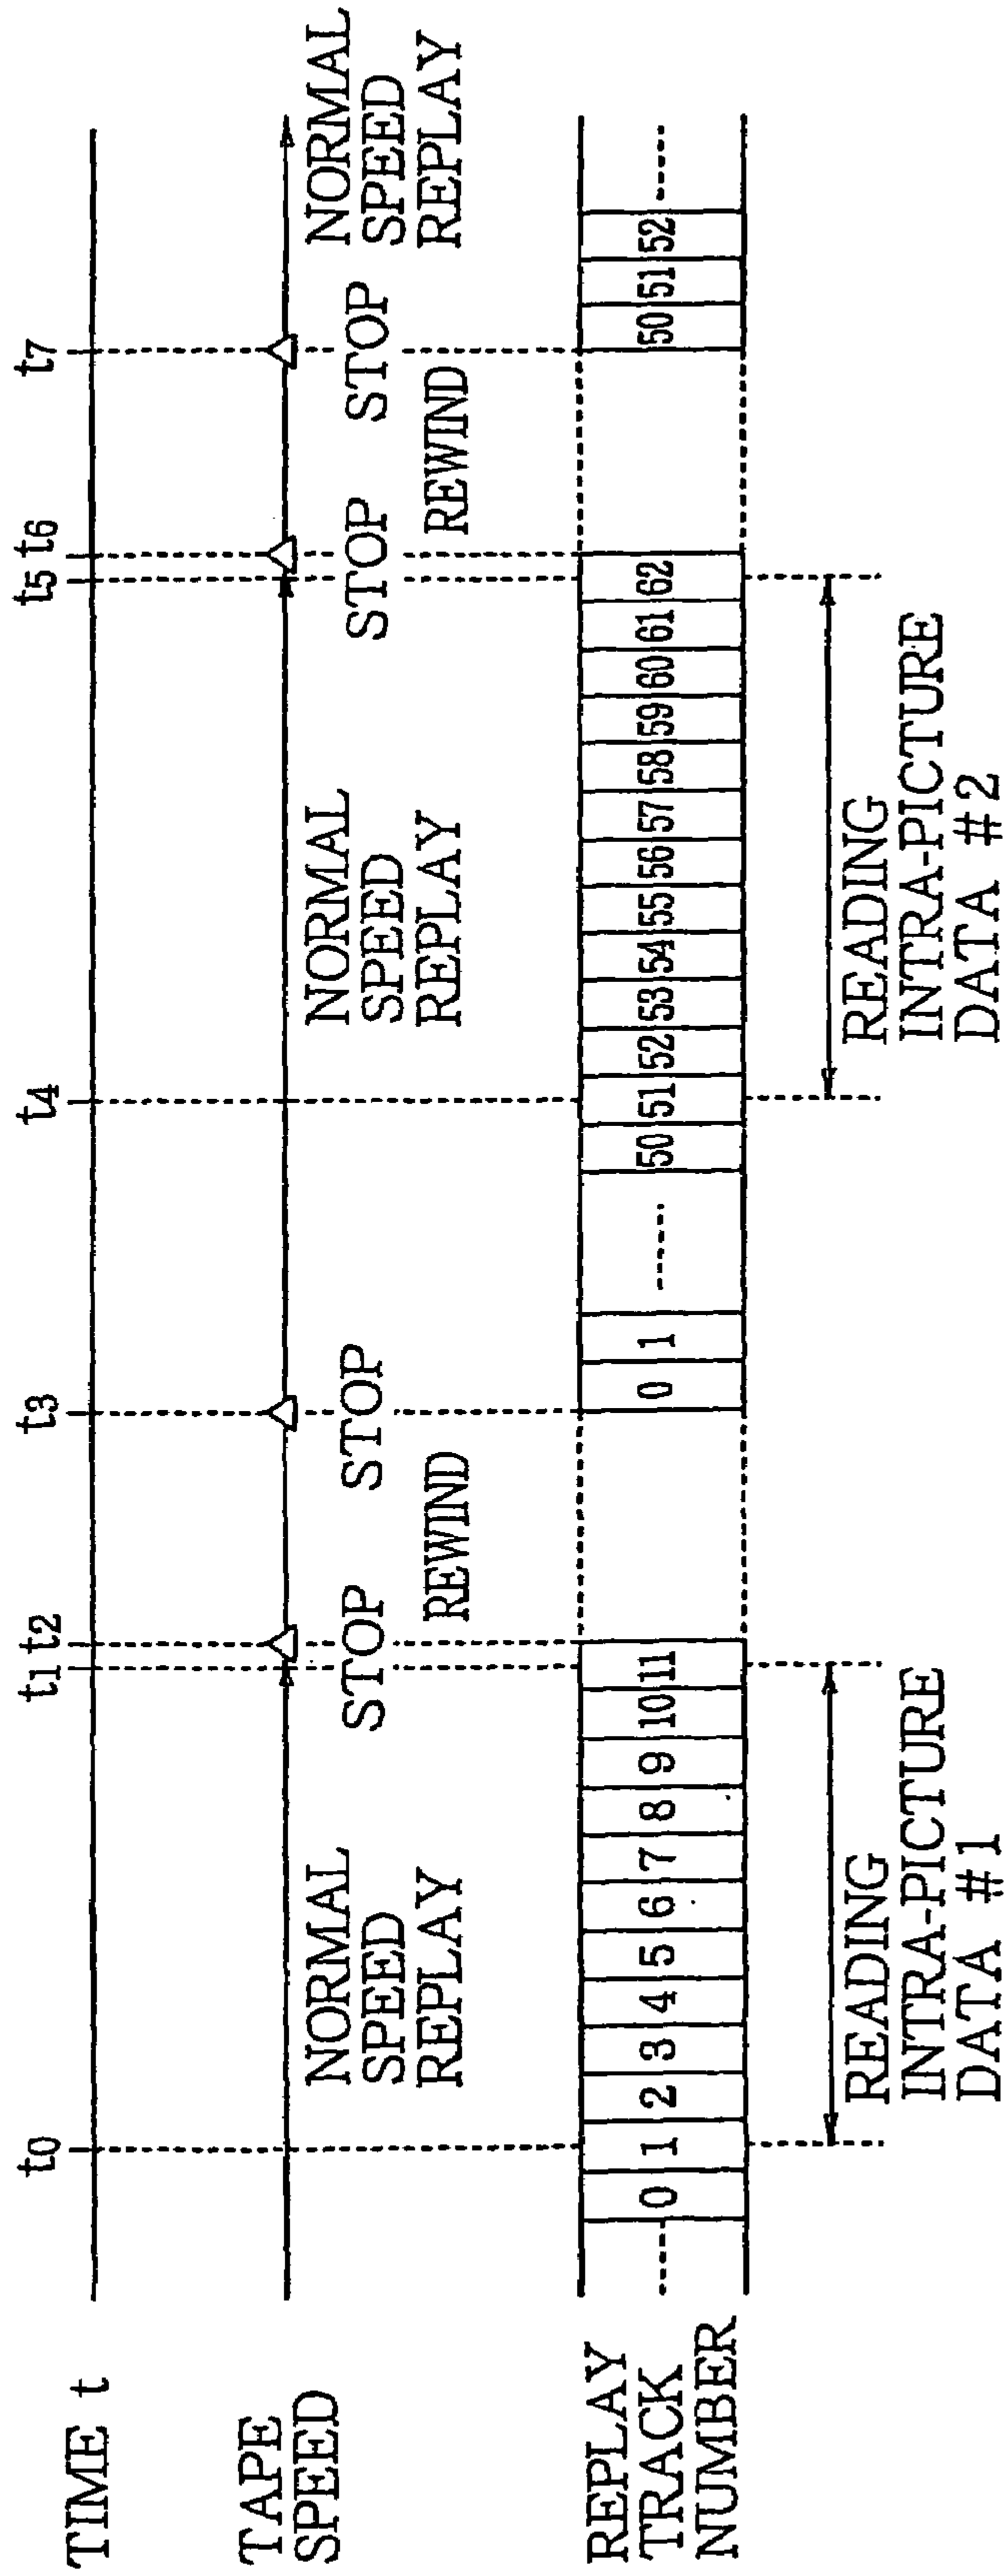 TIME t
t0
t1
t2
t3
t4
t5
t6
t7
TAPE
SPEED
NORMAL
SPEED
REPLAY
STOP
REWIND
STOP
NORMAL
SPEED
REPLAY
STOP
REWIND
STOP
NORMAL
SPEED
REPLAY
REPLAY
TRACK
NUMBER
----- 0 1 2 3 4 5 6 7 8 9 10 11
0 1 ----- 50 51 52 53 54 55 56 57 58 59 60 61 62
50 51 52 -----
READING
INTRA-PICTURE
DATA #1
READING
INTRA-PICTURE
DATA #2